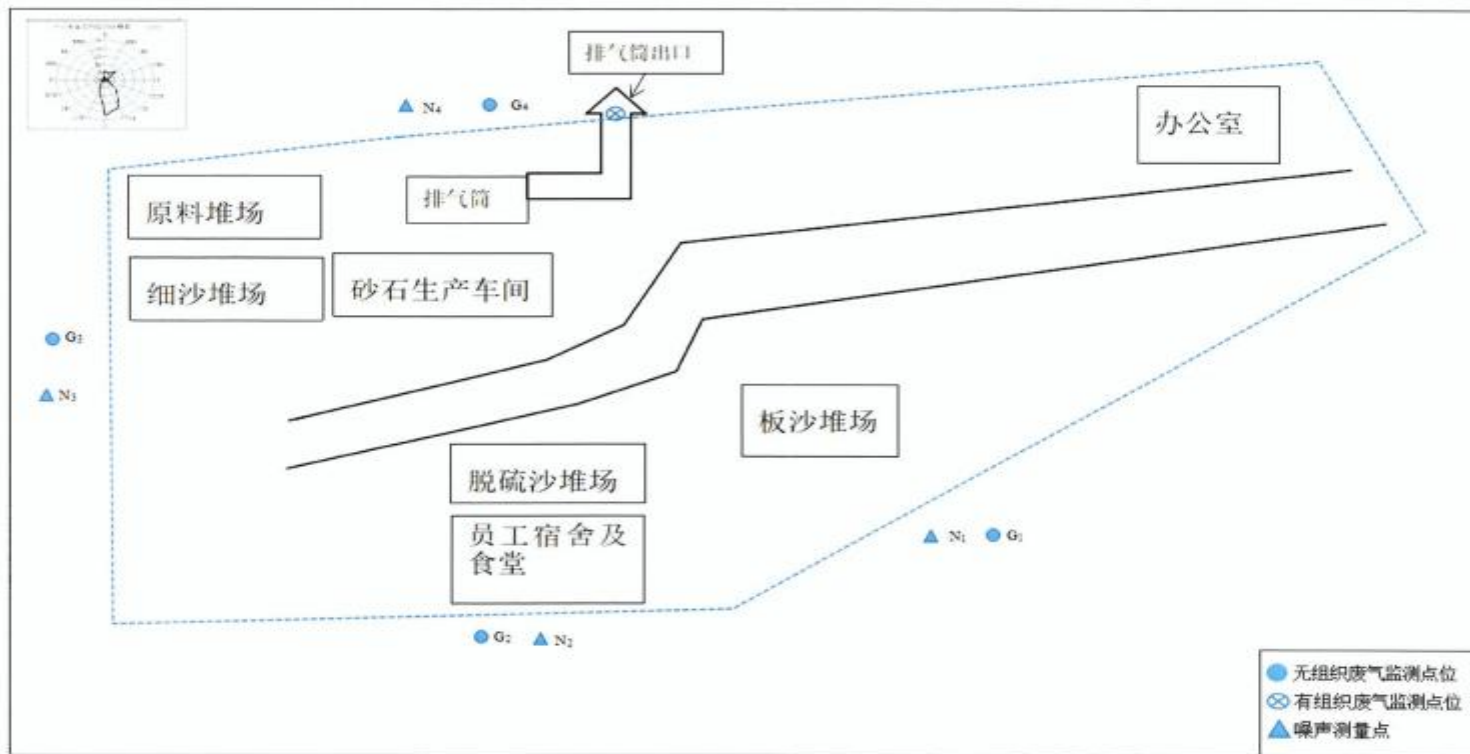 排气筒出口
N₄
G₄
办公室
原料堆场
排气筒
细沙堆场
砂石生产车间
G₃
N₃
板沙堆场
脱硫沙堆场
员工宿舍及
食堂
N₁
G₁
G₂
N₂
无组织废气监测点位
有组织废气监测点位
噪声测量点